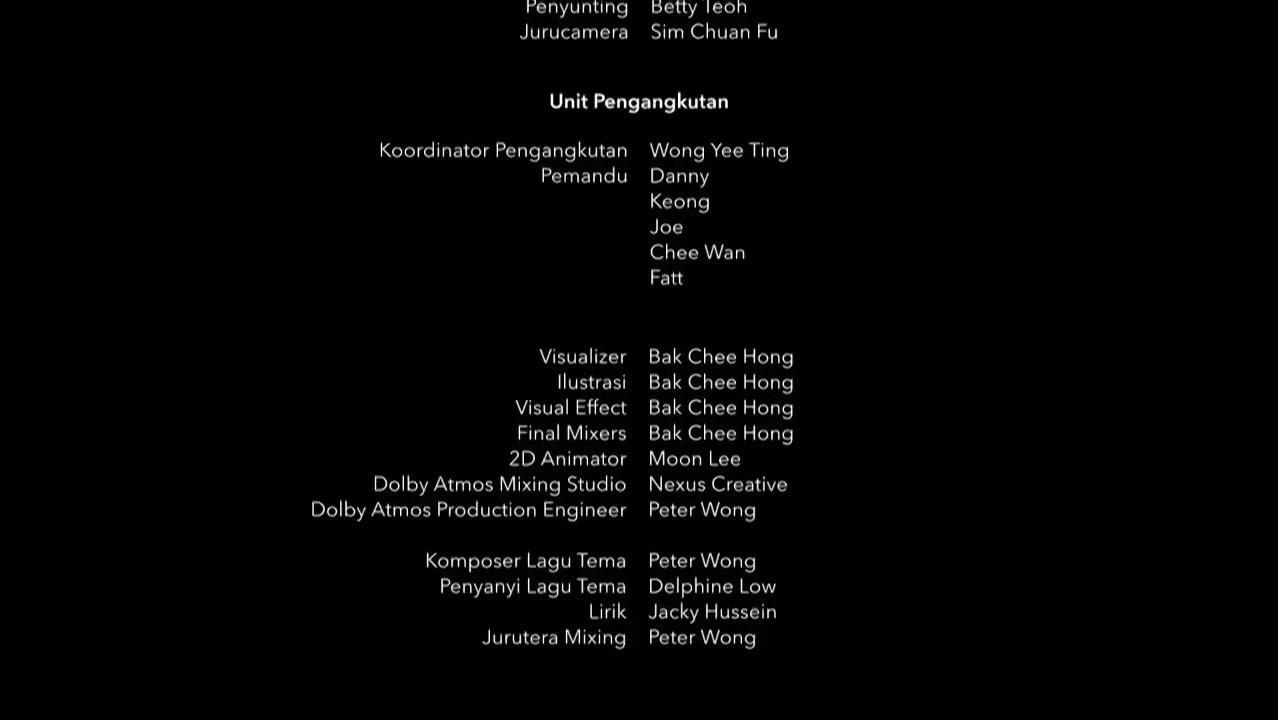 Penyunting Betty Teoh
Jurucamera Sim Chuan Fu
Unit Pengangkutan
Koordinator Pengangkutan Wong Yee Ting
Pemandu Danny
Keong
Joe
Chee Wan
Fatt
Visualizer Bak Chee Hong
Ilustrasi Bak Chee Hong
Visual Effect Bak Chee Hong
Final Mixers Bak Chee Hong
2D Animator Moon Lee
Dolby Atmos Mixing Studio Nexus Creative
Dolby Atmos Production Engineer Peter Wong
Komposer Lagu Tema Peter Wong
Penyanyi Lagu Tema Delphine Low
Lirik Jacky Hussein
Jurutera Mixing Peter Wong